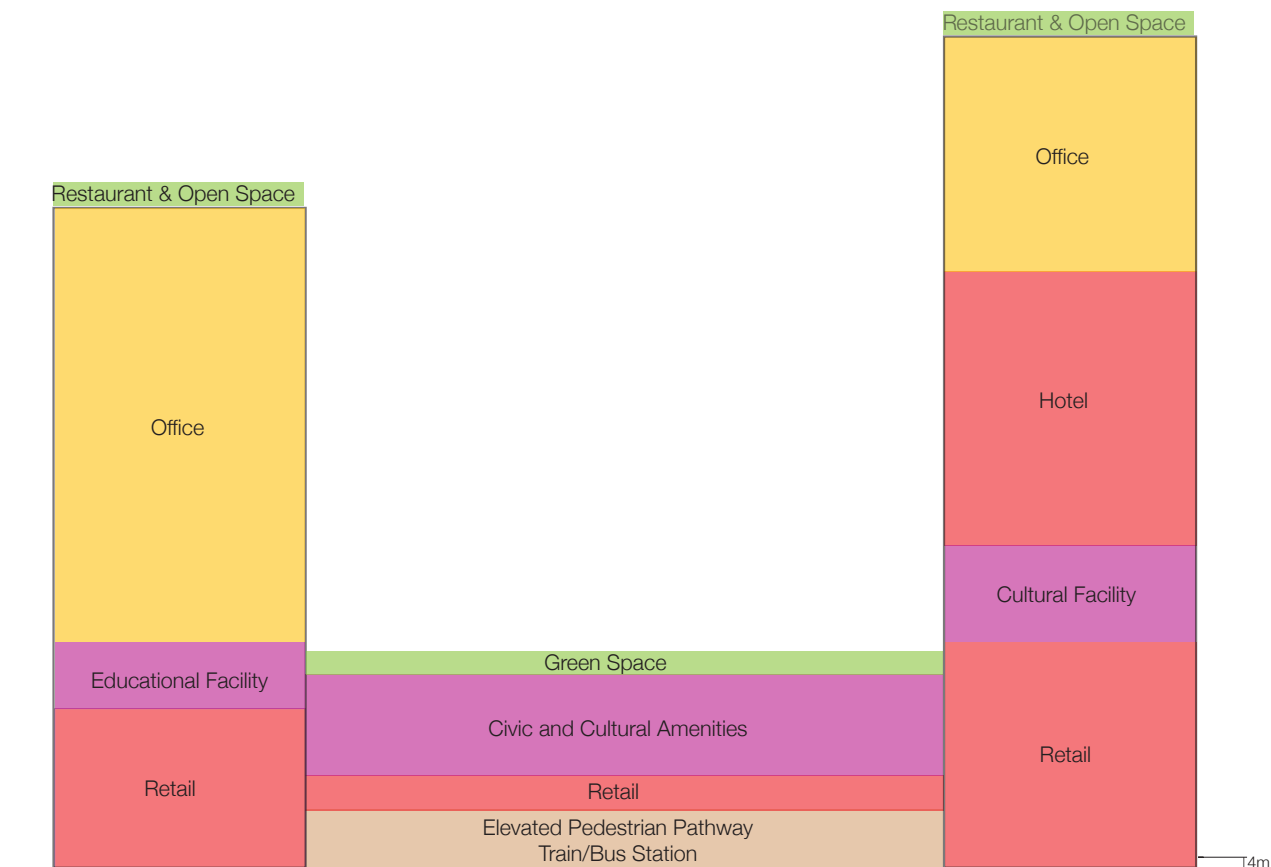 Restaurant & Open Space
Office
Restaurant & Open Space
Hotel
Office
Cultural Facility
Green Space
Educational Facility
Civic and Cultural Amenities
Retail
Retail
Retail
Elevated Pedestrian Pathway
Train/Bus Station
4m